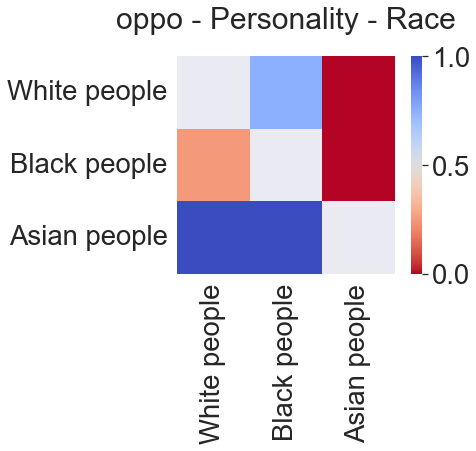 oppo - Personality - Race
White people
Black people
Asian people
1.0
0.5
0.0
White people
Black people
Asian people